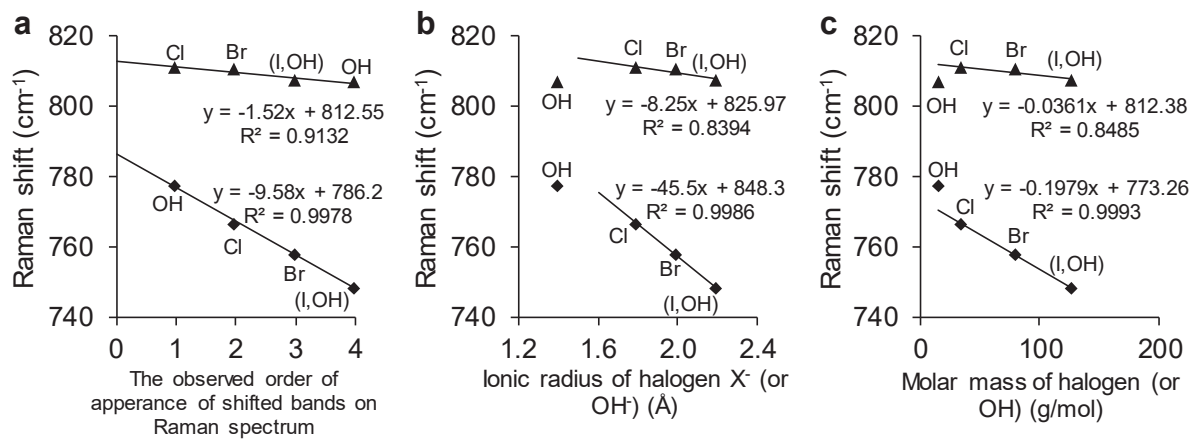 a
Raman shift (cm⁻¹)
820
800
780
760
740
Cl
Br
(I,OH)
OH
y = -1.52x + 812.55
R² = 0.9132
y = -9.58x + 786.2
R² = 0.9978
OH
Cl
Br
(I,OH)
0
1
2
3
4
The observed order of
apperance of shifted bands on
Raman spectrum
b
Raman shift (cm⁻¹)
820
800
780
760
740
Cl
Br
(I,OH)
OH
y = -8.25x + 825.97
R² = 0.8394
OH
y = -45.5x + 848.3
R² = 0.9986
Cl
Br
(I,OH)
1.2
1.6
2.0
2.4
Ionic radius of halogen X⁻ (or
OH⁻) (Å)
c
Raman shift (cm⁻¹)
820
800
780
760
740
Cl
Br
(I,OH)
OH
y = -0.0361x + 812.38
R² = 0.8485
OH
y = -0.1979x + 773.26
R² = 0.9993
Cl
Br
(I,OH)
0
100
200
Molar mass of halogen (or
OH) (g/mol)